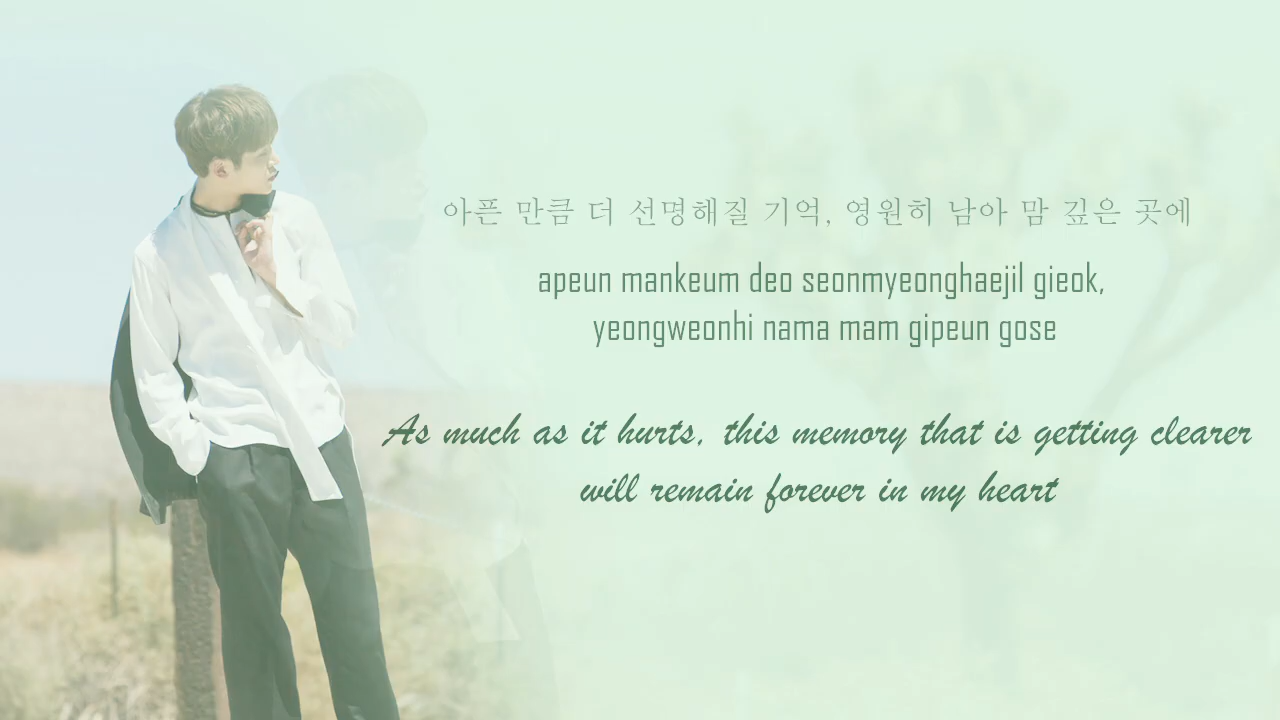 아픈 만큼 더 선명해질 기억, 영원히 남아 맘 깊은 곳에
apeun mankeum deo seonmyeonghaejil gieok,
yeongweonhi nama mam gipeun gose
As much as it hurts, this memory that is getting clearer
will remain forever in my heart